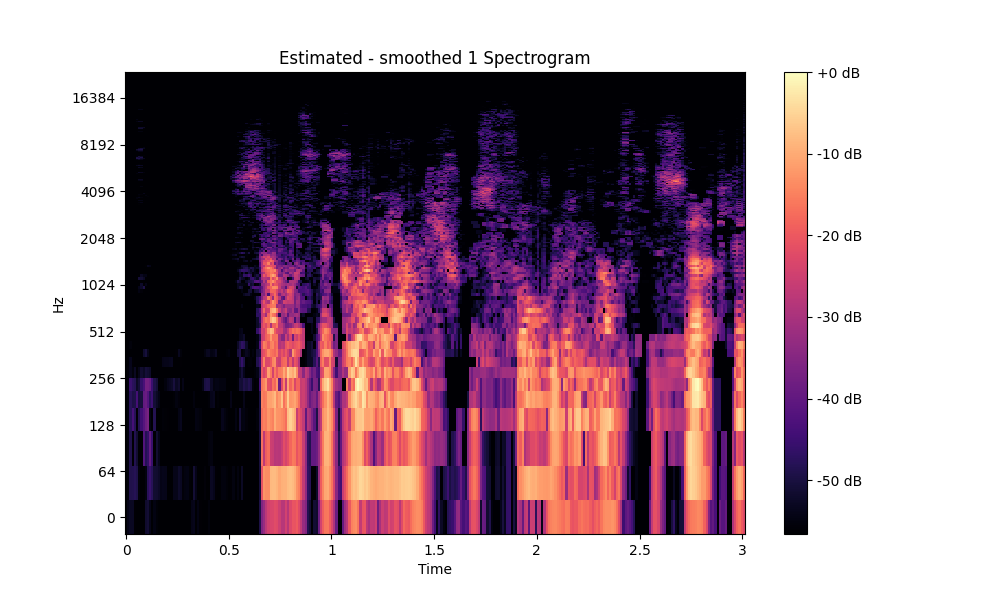 Estimated - smoothed 1 Spectrogram
+0 dB
16384
-10 dB
8192
4096
-20 dB
2048
Hz
1024
-30 dB
512
256
-40 dB
128
64
-50 dB
0
0 0.5 1 1.5 2 2.5 3
Time